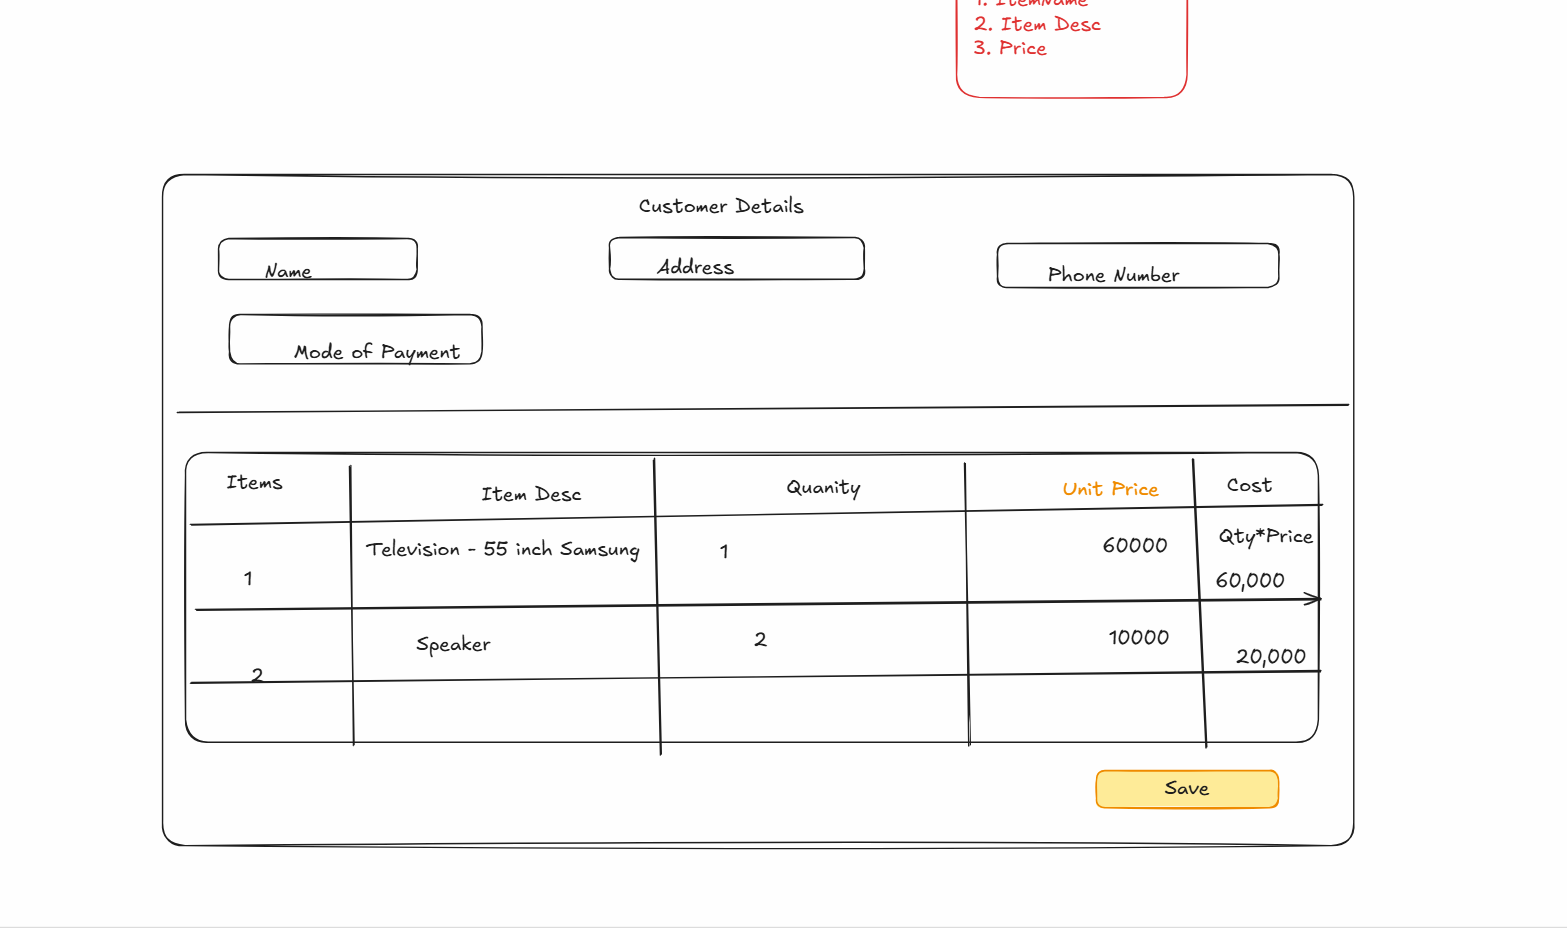 1. ItemName
2. Item Desc
3. Price
Customer Details
Name
Address
Phone Number
Mode of Payment
Items
Item Desc
Quanity
Unit Price
Cost
1
Television - 55 inch Samsung
1
60000
Qty*Price
60,000
2
Speaker
2
10000
20,000
Save